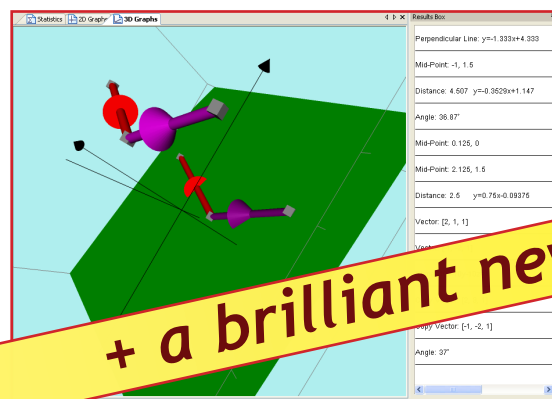 Statistics 2D Graphs 3D Graphs
Results Box
Perpendicular Line: y=-1.333x+4.333
Mid-Point: -1, 1.5
Distance: 4.507 y=-0.3529x+1.147
Angle: 36.87°
Mid-Point: 0.125, 0
Mid-Point: 2.125, 1.5
Distance: 2.5 y=0.75x-0.09375
Vector: [2, 1, 1]
+ a brilliant
Vector: [-1, -2, 1]
Angle: 37°